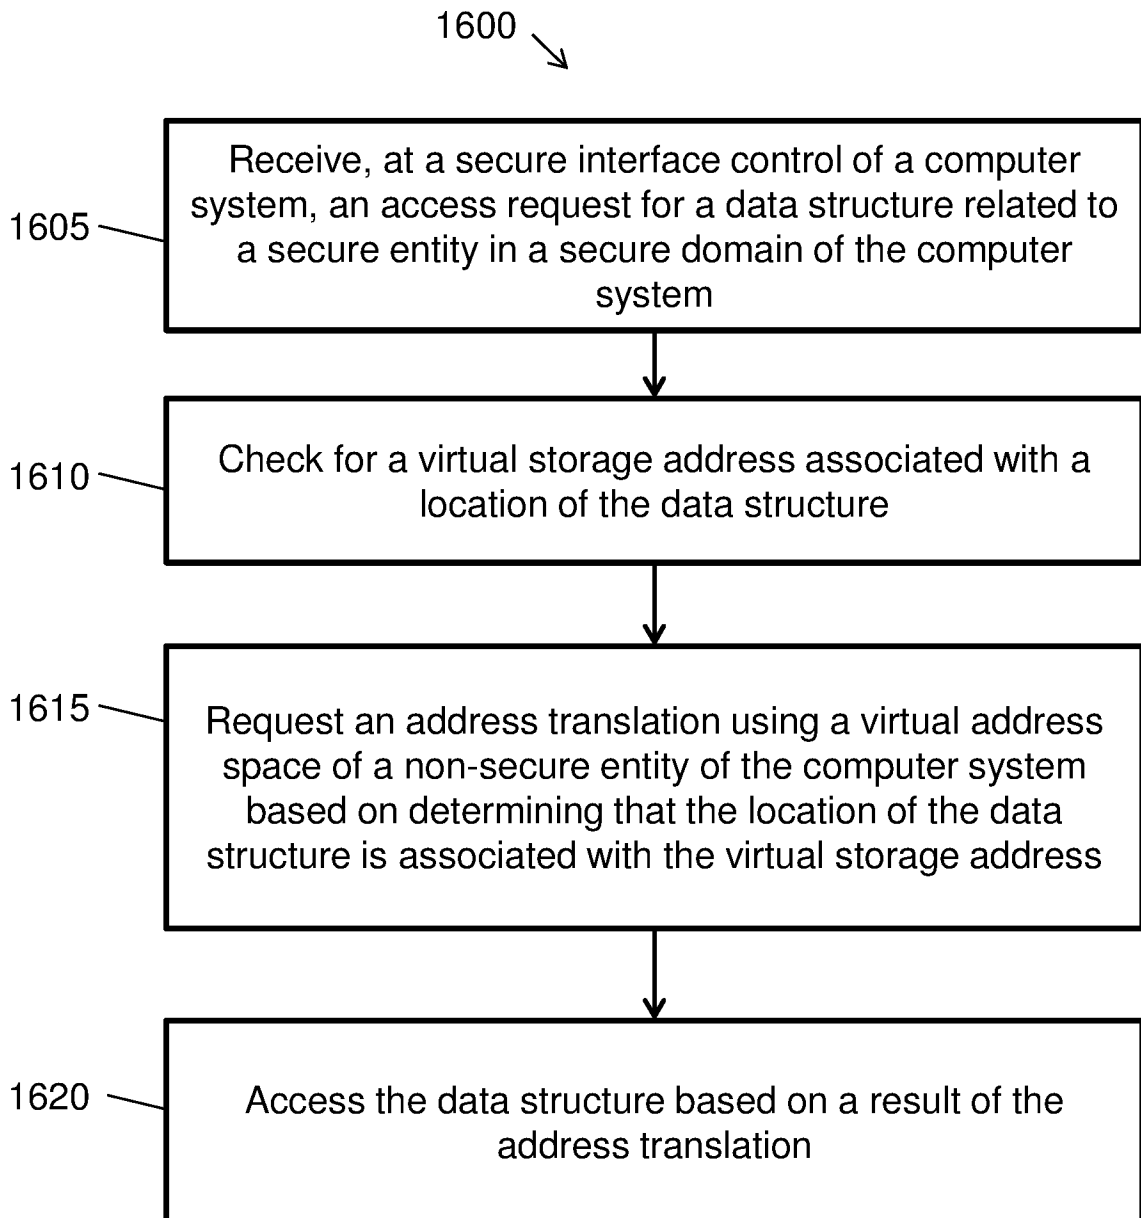 1600
1605
Receive, at a secure interface control of a computer
system, an access request for a data structure related to
a secure entity in a secure domain of the computer
system
1610
Check for a virtual storage address associated with a
location of the data structure
1615
Request an address translation using a virtual address
space of a non-secure entity of the computer system
based on determining that the location of the data
structure is associated with the virtual storage address
1620
Access the data structure based on a result of the
address translation